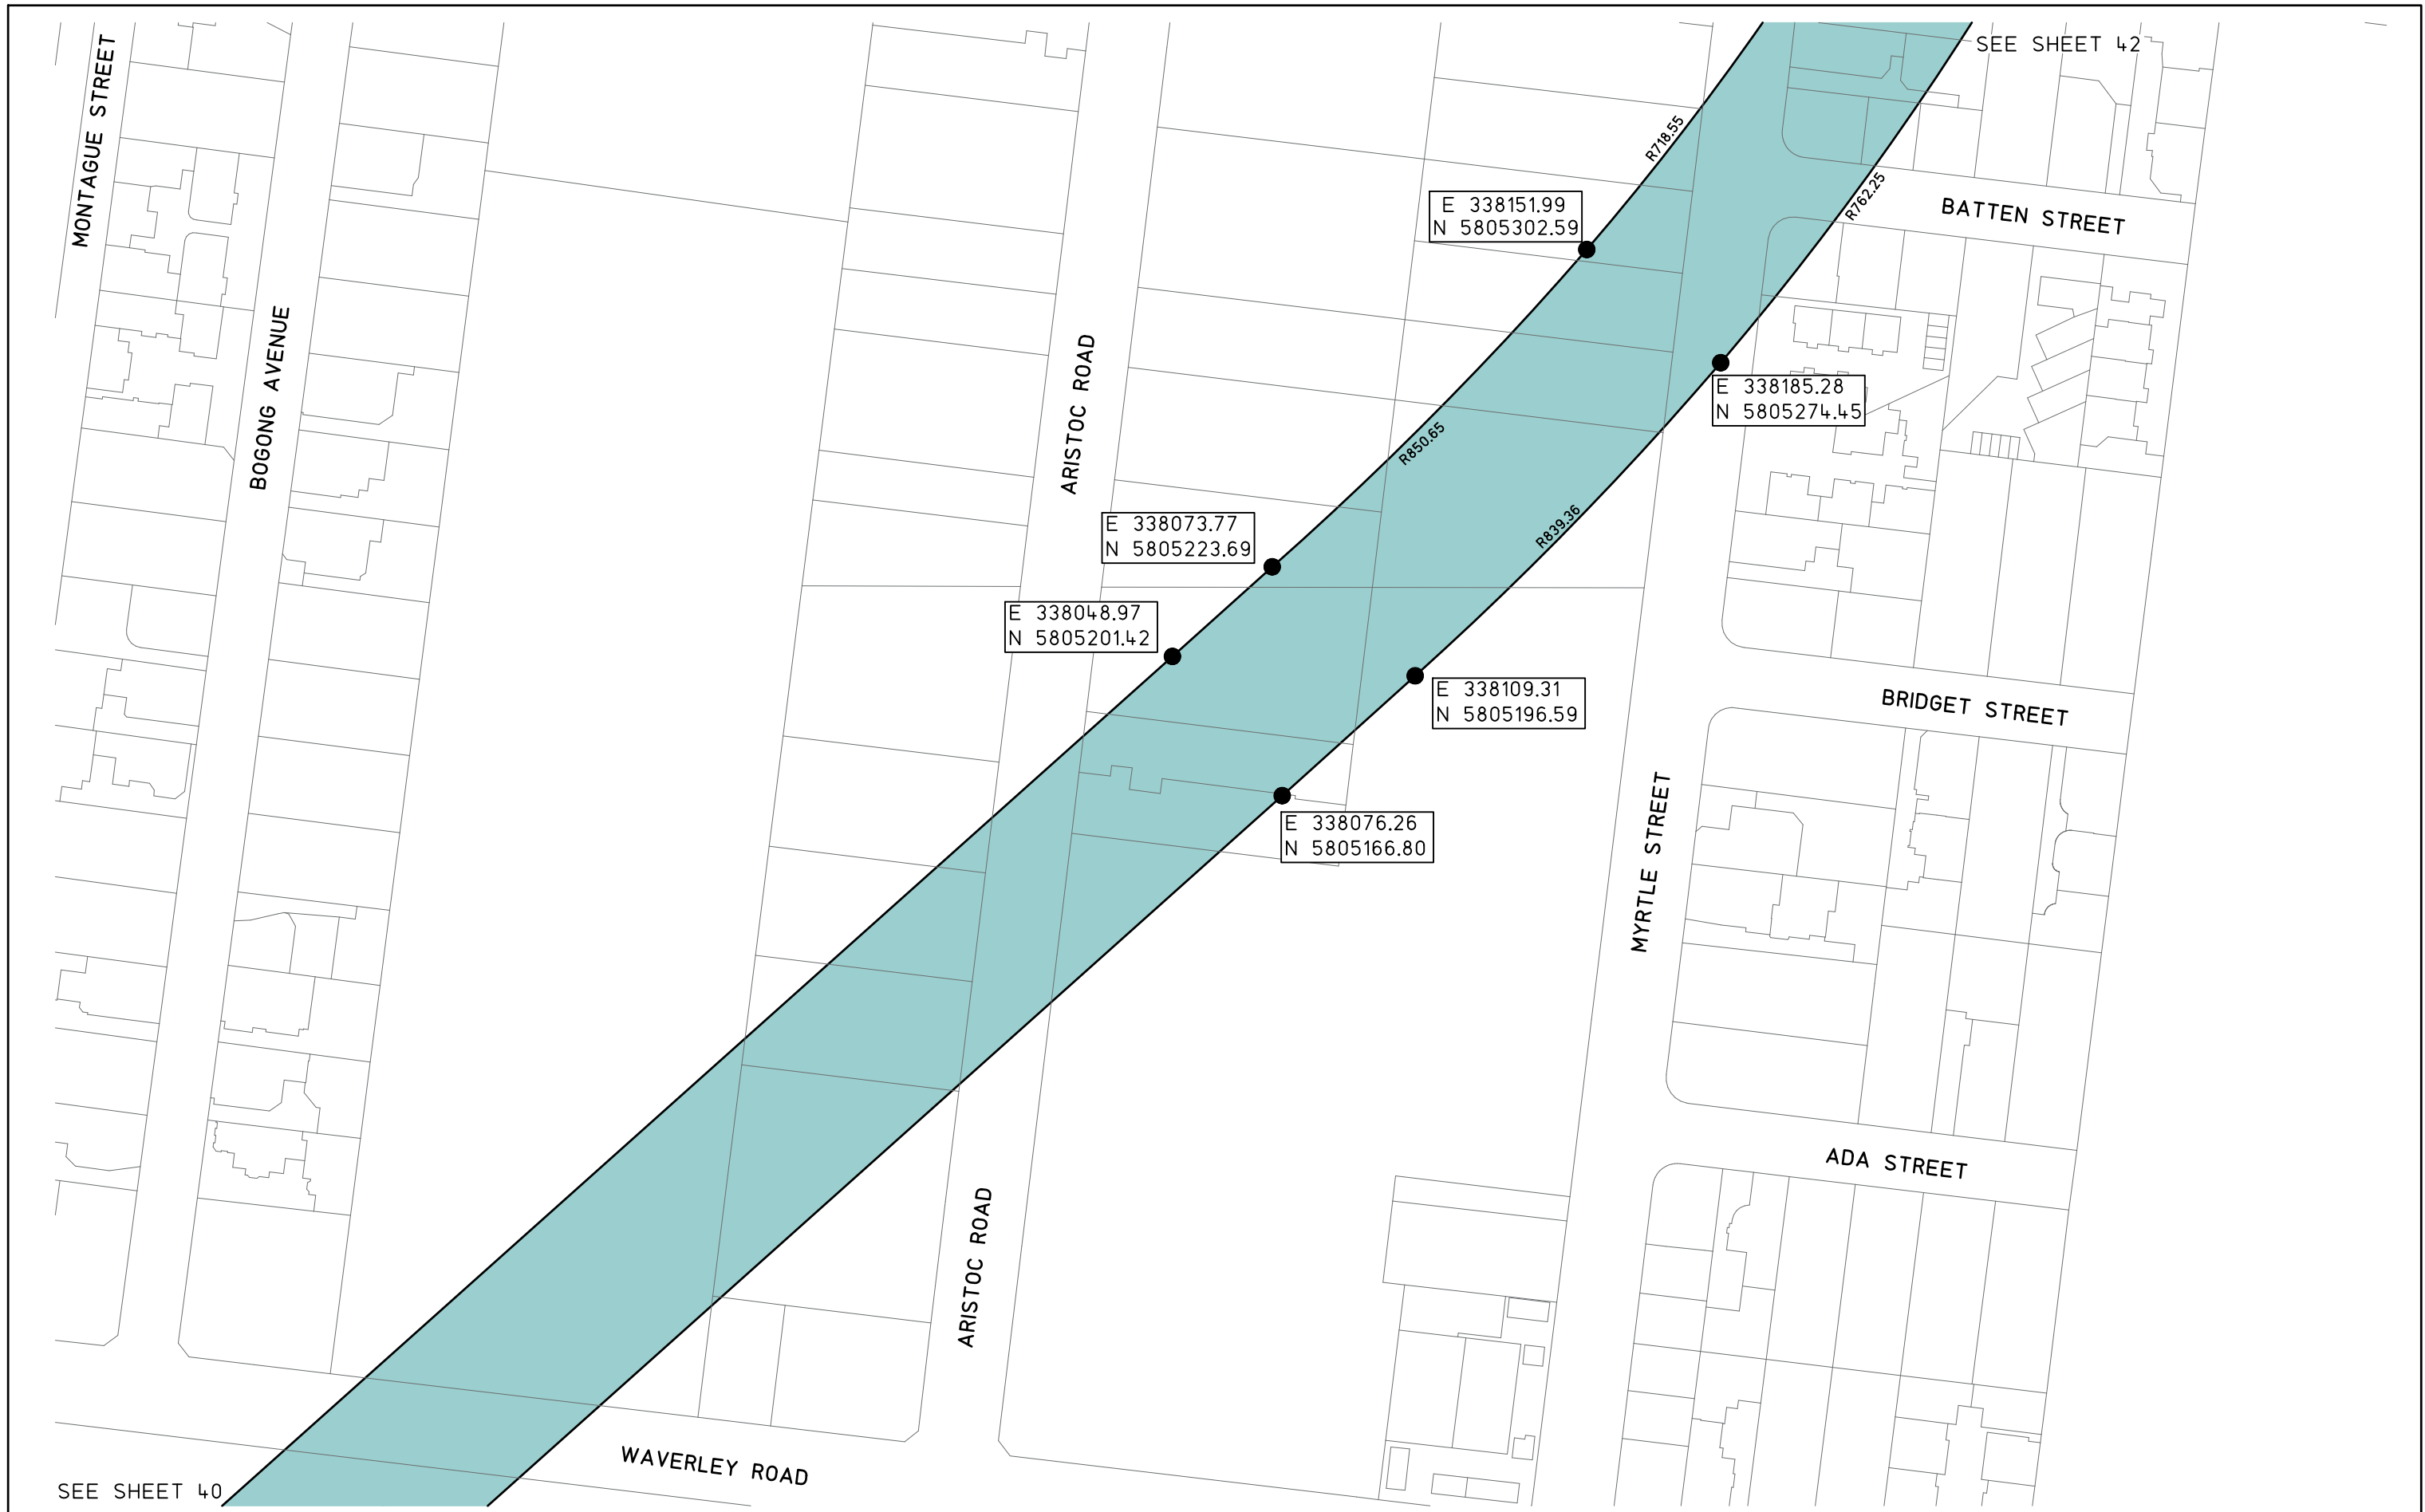 SEE SHEET 42
MONTAGUE STREET
R718.55
R762.25
E 338151.99
N 5805302.59
BATTEN STREET
BOGONG AVENUE
ARISTOC ROAD
E 338185.28
N 5805274.45
R850.65
R839.36
E 338073.77
N 5805223.69
E 338048.97
N 5805201.42
E 338109.31
N 5805196.59
BRIDGET STREET
E 338076.26
N 5805166.80
MYRTLE STREET
ADA STREET
ARISTOC ROAD
WAVERLEY ROAD
SEE SHEET 40